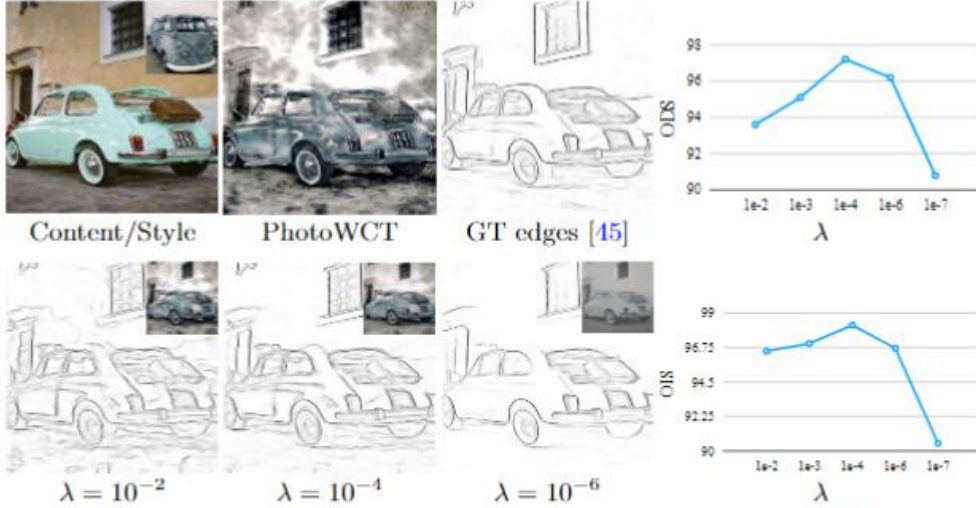 Content/Style
PhotoWCT
GT edges [45]
ODS
98
96
94
92
90
1e-2 1e-3 1e-4 1e-6 1e-7
λ
λ = 10⁻²
λ = 10⁻⁴
λ = 10⁻⁶
OIS
99
96.75
94.5
92.25
90
1e-2 1e-3 1e-4 1e-6 1e-7
λ